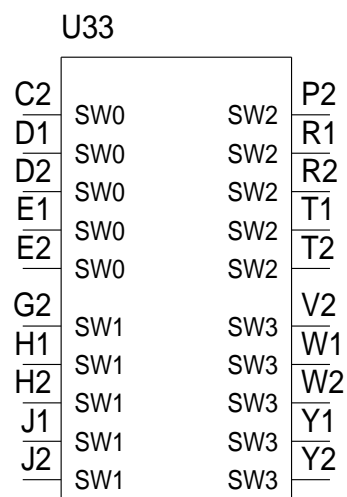 U33
C2 SW0 SW2 P2
D1 SW0 SW2 R1
D2 SW0 SW2 R2
E1 SW0 SW2 T1
E2 SW0 SW2 T2
G2 SW1 SW3 V2
H1 SW1 SW3 W1
H2 SW1 SW3 W2
J1 SW1 SW3 Y1
J2 SW1 SW3 Y2